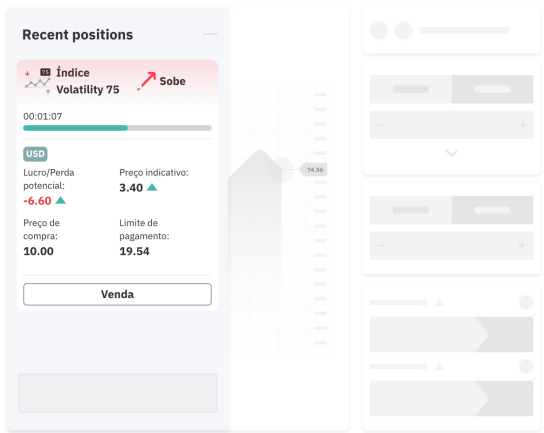 Recent positions
75
Índice
Volatility 75
Sobe
00:01:07
USD
Lucro/Perda
potencial:
-6.60
Preço indicativo:
3.40
Preço de
compra:
10.00
Limite de
pagamento:
19.54
Venda
74.56